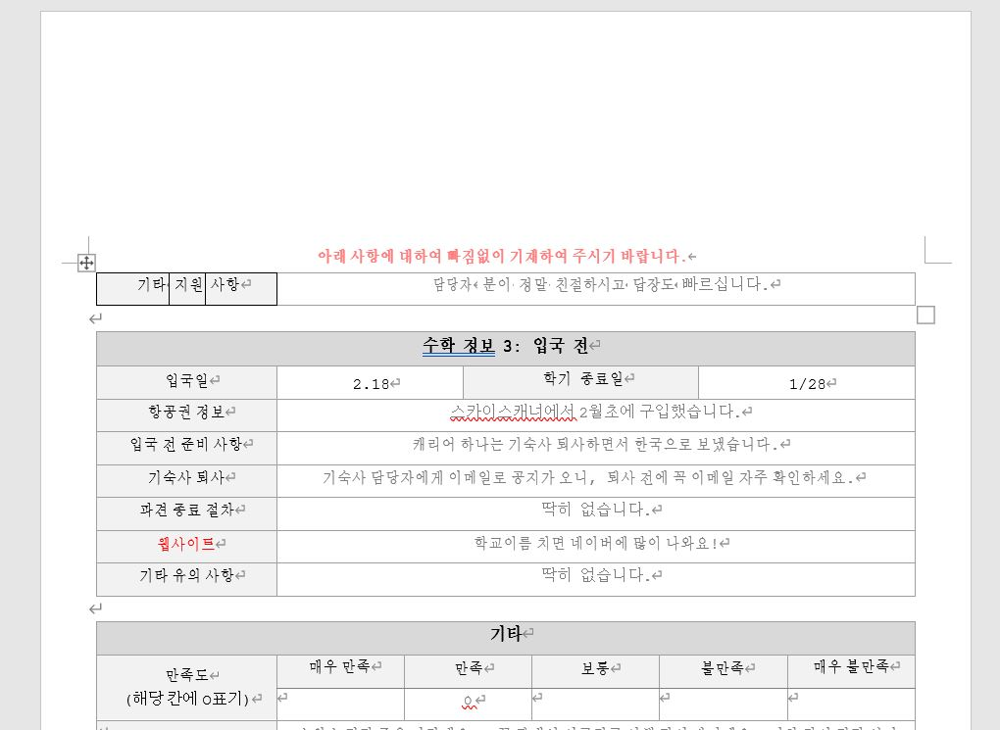 아래 사항에 대하여 빠짐없이 기재하여 주시기 바랍니다.
기타 지원 사항 담당자 분이 정말 친절하시고 답장도 빠르십니다.
수학 정보 3: 입국 전
입국일 2.18 학기 종료일 1/28
항공권 정보 스카이스캐너에서 2월초에 구입했습니다.
입국 전 준비 사항 캐리어 하나는 기숙사 퇴사하면서 한국으로 보냈습니다.
기숙사 퇴사 기숙사 담당자에게 이메일로 공지가 오니, 퇴사 전에 꼭 이메일 자주 확인하세요.
파견 종료 절차 딱히 없습니다.
웹사이트 학교이름 치면 네이버에 많이 나와요!
기타 유의 사항 딱히 없습니다.
기타
만족도 매우 만족 만족 보통 불만족 매우 불만족
(해당 칸에 O표기) O